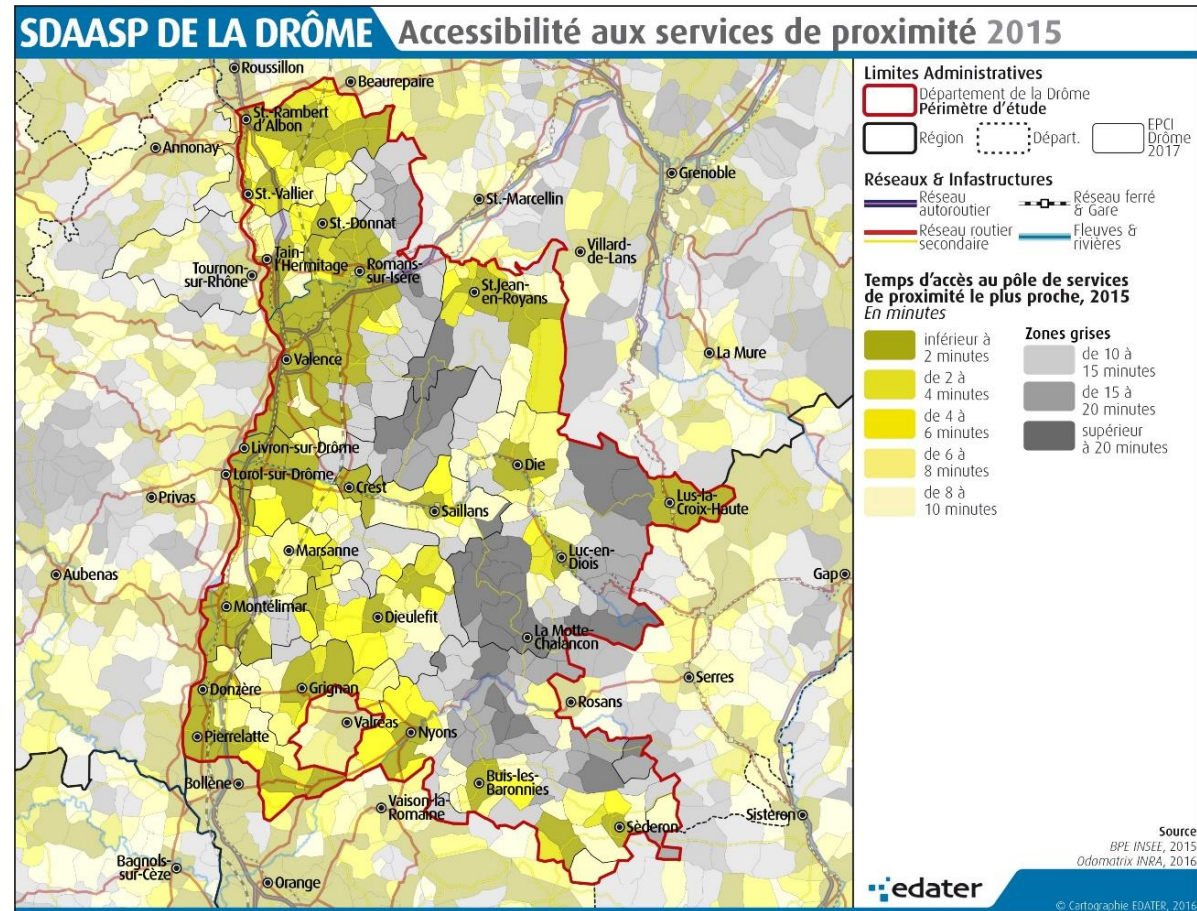 SDAASP DE LA DRÔME Accessibilité aux services de proximité 2015
Roussillon
Beaurepaire
St.-Rambert
d'Albon
Annonay
Grenoble
St.-Vallier
St.-Marcellin
St.-Donnat
Villard-
de-Lans
Tain-
l'Hermitage
Tournon-
sur-Rhône
Romans-
sur-Isère
St.Jean-
en-Royans
Valence
La Mure
Livron-sur-Drôme
Die
Lorol-sur-Drôme
Crest
Privas
Saillans
Lus-la-
Croix-Haute
Marsanne
Luc-en-
Diois
Aubenas
Gap
Montélimar
Dieulefit
La Motte-
Chalancon
Donzère
Grignan
Serres
Rosans
Valréas
Pierrelatte
Nyons
Bollène
Buis-les-
Baronnies
Vaison-la-
Romaine
Sèderon
Sisteron
Bagnols-
sur-Cèze
Orange
Limites Administratives
Département de la Drôme
Périmètre d'étude
Région
Départ.
EPCI
Drôme
2017
Réseaux & Infastructures
Réseau
autoroutier
Réseau ferré
& Gare
Réseau routier
secondaire
Fleuves &
rivières
Temps d'accès au pôle de services
de proximité le plus proche, 2015
En minutes
inférieur à
2 minutes
de 2 à
4 minutes
de 4 à
6 minutes
de 6 à
8 minutes
de 8 à
10 minutes
Zones grises
de 10 à
15 minutes
de 15 à
20 minutes
supérieur
à 20 minutes
Source
BPE INSEE, 2015
Odomatrix INRA, 2016
edater
© Cartographie EDATER, 2016